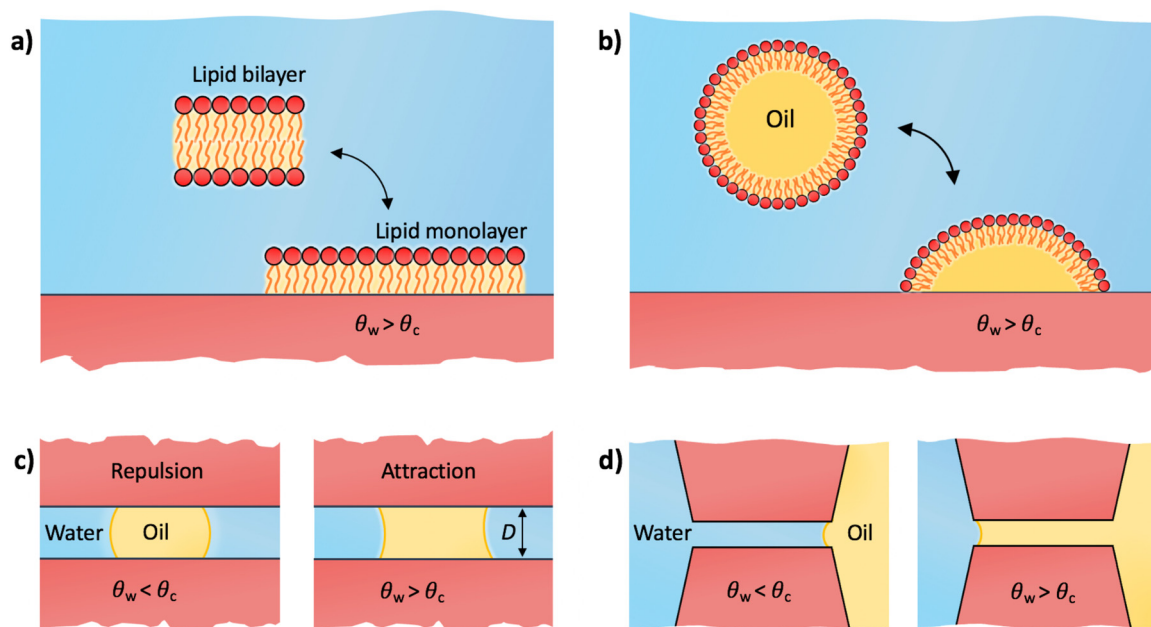 a)
Lipid bilayer
Lipid monolayer
θw > θc
b)
Oil
θw > θc
c)
Repulsion
Water Oil
θw < θc
Attraction
D
θw > θc
d)
Water Oil
θw < θc
θw > θc